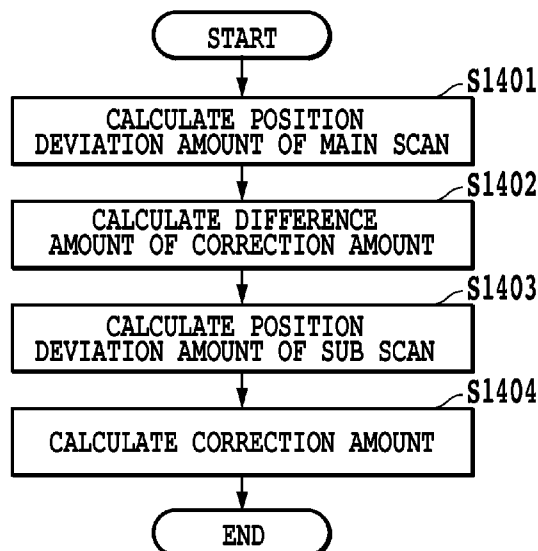 START
S1401
CALCULATE POSITION
DEVIATION AMOUNT OF MAIN SCAN
S1402
CALCULATE DIFFERENCE
AMOUNT OF CORRECTION AMOUNT
S1403
CALCULATE POSITION
DEVIATION AMOUNT OF SUB SCAN
S1404
CALCULATE CORRECTION AMOUNT
END